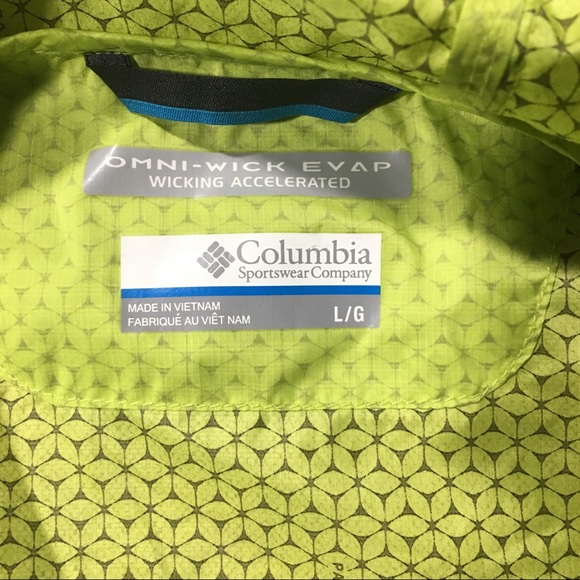 OMNI-WICK EVAP
WICKING ACCELERATED
Columbia
Sportswear Company
MADE IN VIETNAM
FABRIQUÉ AU VIÊT NAM
L/G